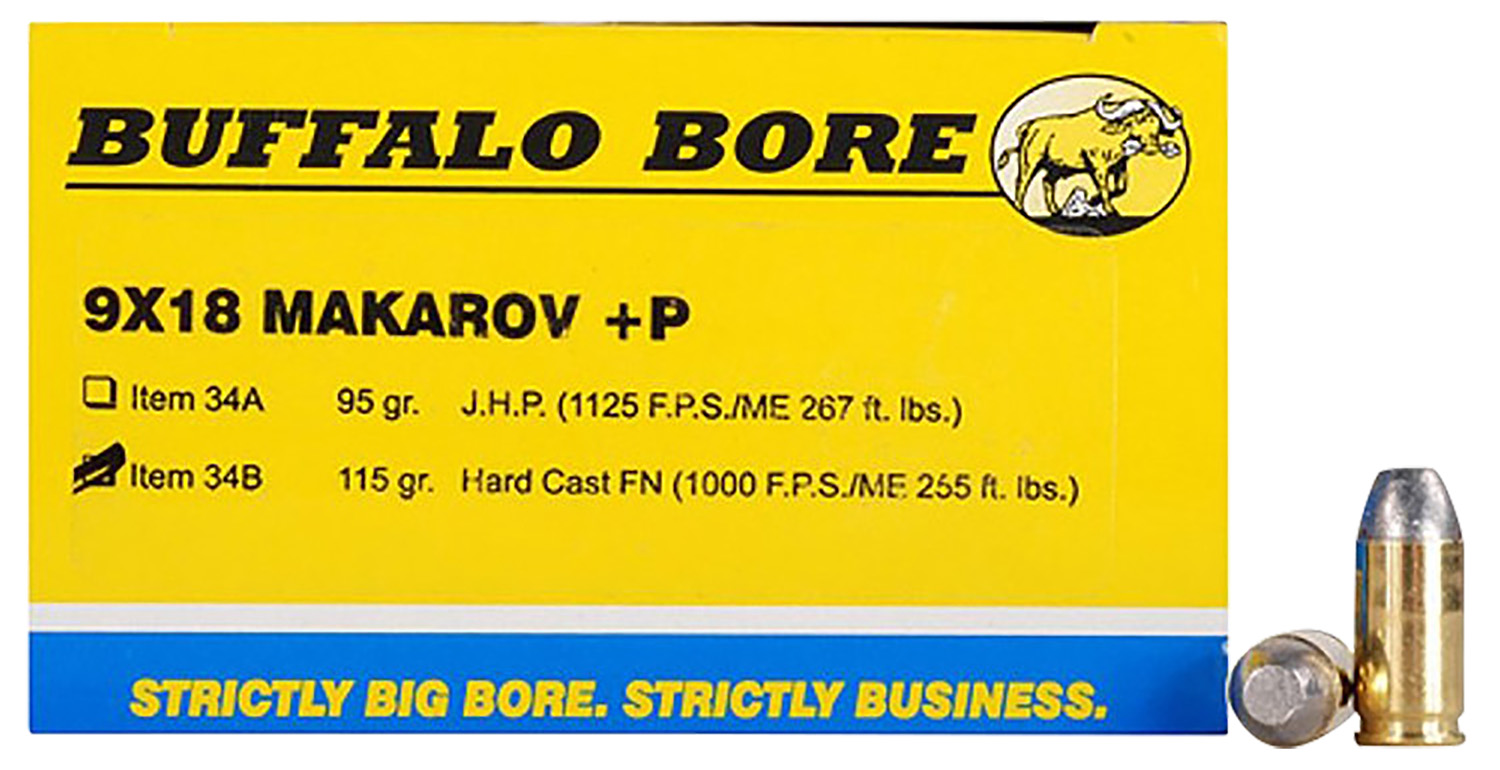 BUFFALO BORE
9X18 MAKAROV +P
Item 34A 95 gr. J.H.P. (1125 F.P.S./ME 267 ft. lbs.)
Item 34B 115 gr. Hard Cast FN (1000 F.P.S./ME 255 ft. lbs.)
STRICTLY BIG BORE. STRICTLY BUSINESS.